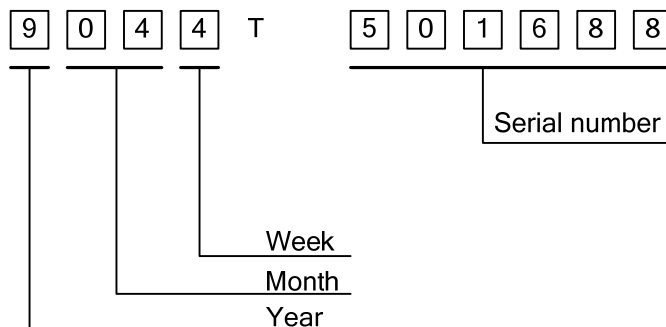 9 0 4 4 T 5 0 1 6 8 8
Serial number
Week
Month
Year